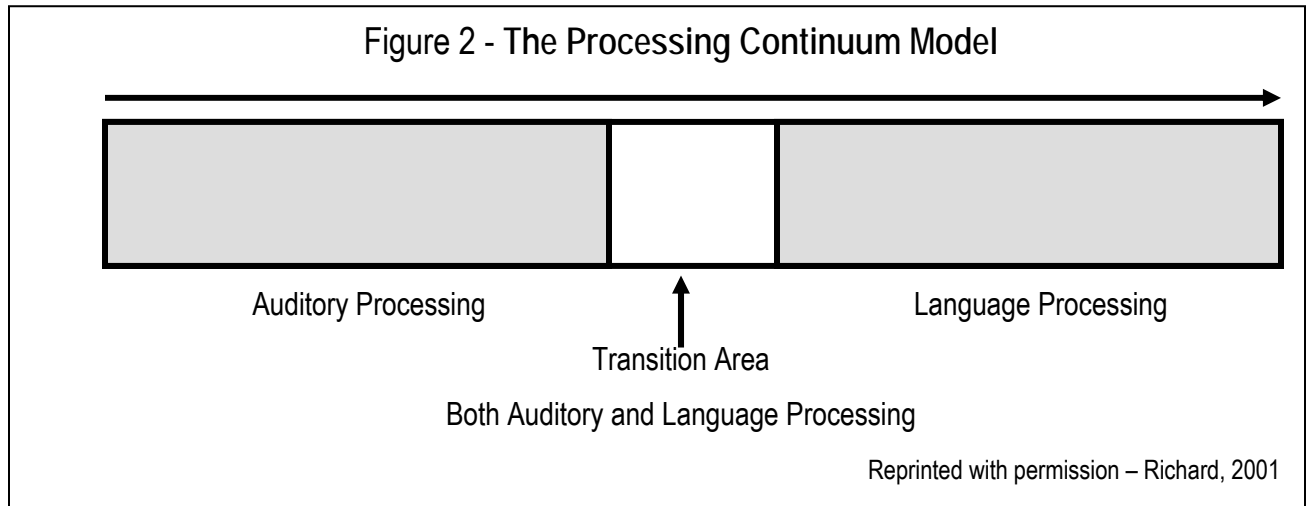 Figure 2 - The Processing Continuum Model
Auditory Processing
Language Processing
Transition Area
Both Auditory and Language Processing
Reprinted with permission – Richard, 2001